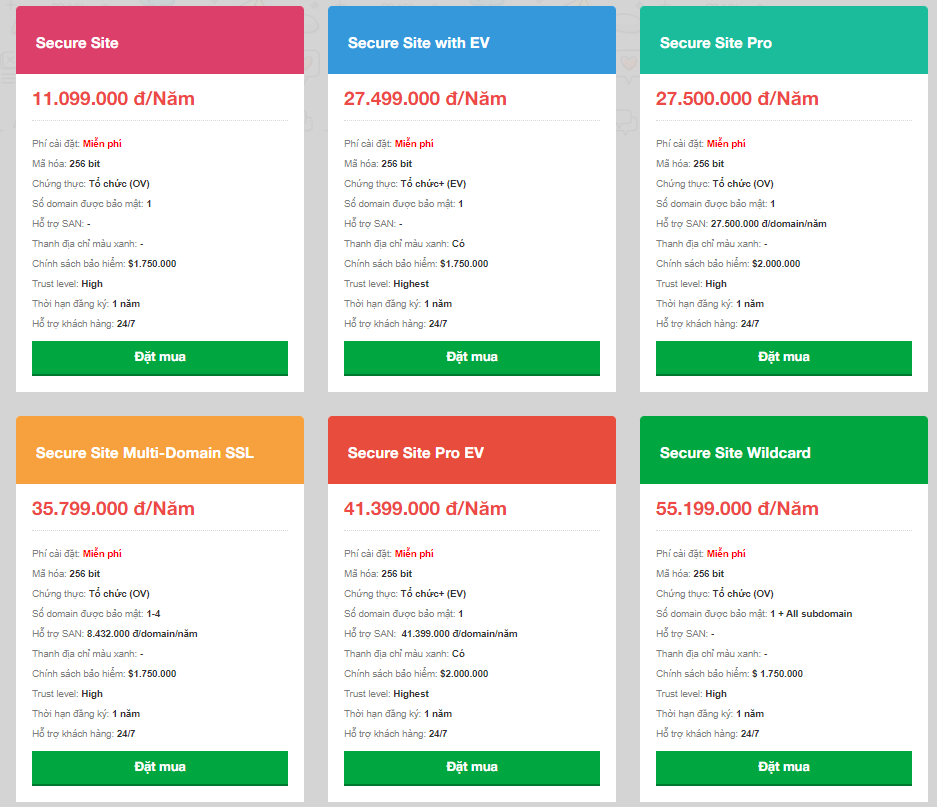 Secure Site
11.099.000 đ/Năm
Phí cài đặt: Miễn phí
Mã hóa: 256 bit
Chứng thực: Tổ chức (OV)
Số domain được bảo mật: 1
Hỗ trợ SAN: -
Thanh địa chỉ màu xanh: -
Chính sách bảo hiểm: $1.750.000
Trust level: High
Thời hạn đăng ký: 1 năm
Hỗ trợ khách hàng: 24/7
Đặt mua
Secure Site with EV
27.499.000 đ/Năm
Phí cài đặt: Miễn phí
Mã hóa: 256 bit
Chứng thực: Tổ chức+ (EV)
Số domain được bảo mật: 1
Hỗ trợ SAN: -
Thanh địa chỉ màu xanh: Có
Chính sách bảo hiểm: $1.750.000
Trust level: Highest
Thời hạn đăng ký: 1 năm
Hỗ trợ khách hàng: 24/7
Đặt mua
Secure Site Pro
27.500.000 đ/Năm
Phí cài đặt: Miễn phí
Mã hóa: 256 bit
Chứng thực: Tổ chức (OV)
Số domain được bảo mật: 1
Hỗ trợ SAN: 27.500.000 đ/domain/năm
Thanh địa chỉ màu xanh: -
Chính sách bảo hiểm: $2.000.000
Trust level: High
Thời hạn đăng ký: 1 năm
Hỗ trợ khách hàng: 24/7
Đặt mua
Secure Site Multi-Domain SSL
35.799.000 đ/Năm
Phí cài đặt: Miễn phí
Mã hóa: 256 bit
Chứng thực: Tổ chức (OV)
Số domain được bảo mật: 1-4
Hỗ trợ SAN: 8.432.000 đ/domain/năm
Thanh địa chỉ màu xanh: -
Chính sách bảo hiểm: $1.750.000
Trust level: High
Thời hạn đăng ký: 1 năm
Hỗ trợ khách hàng: 24/7
Đặt mua
Secure Site Pro EV
41.399.000 đ/Năm
Phí cài đặt: Miễn phí
Mã hóa: 256 bit
Chứng thực: Tổ chức+ (EV)
Số domain được bảo mật: 1
Hỗ trợ SAN: 41.399.000 đ/domain/năm
Thanh địa chỉ màu xanh: Có
Chính sách bảo hiểm: $2.000.000
Trust level: Highest
Thời hạn đăng ký: 1 năm
Hỗ trợ khách hàng: 24/7
Đặt mua
Secure Site Wildcard
55.199.000 đ/Năm
Phí cài đặt: Miễn phí
Mã hóa: 256 bit
Chứng thực: Tổ chức (OV)
Số domain được bảo mật: 1 + All subdomain
Hỗ trợ SAN: -
Thanh địa chỉ màu xanh: -
Chính sách bảo hiểm: $ 1.750.000
Trust level: High
Thời hạn đăng ký: 1 năm
Hỗ trợ khách hàng: 24/7
Đặt mua